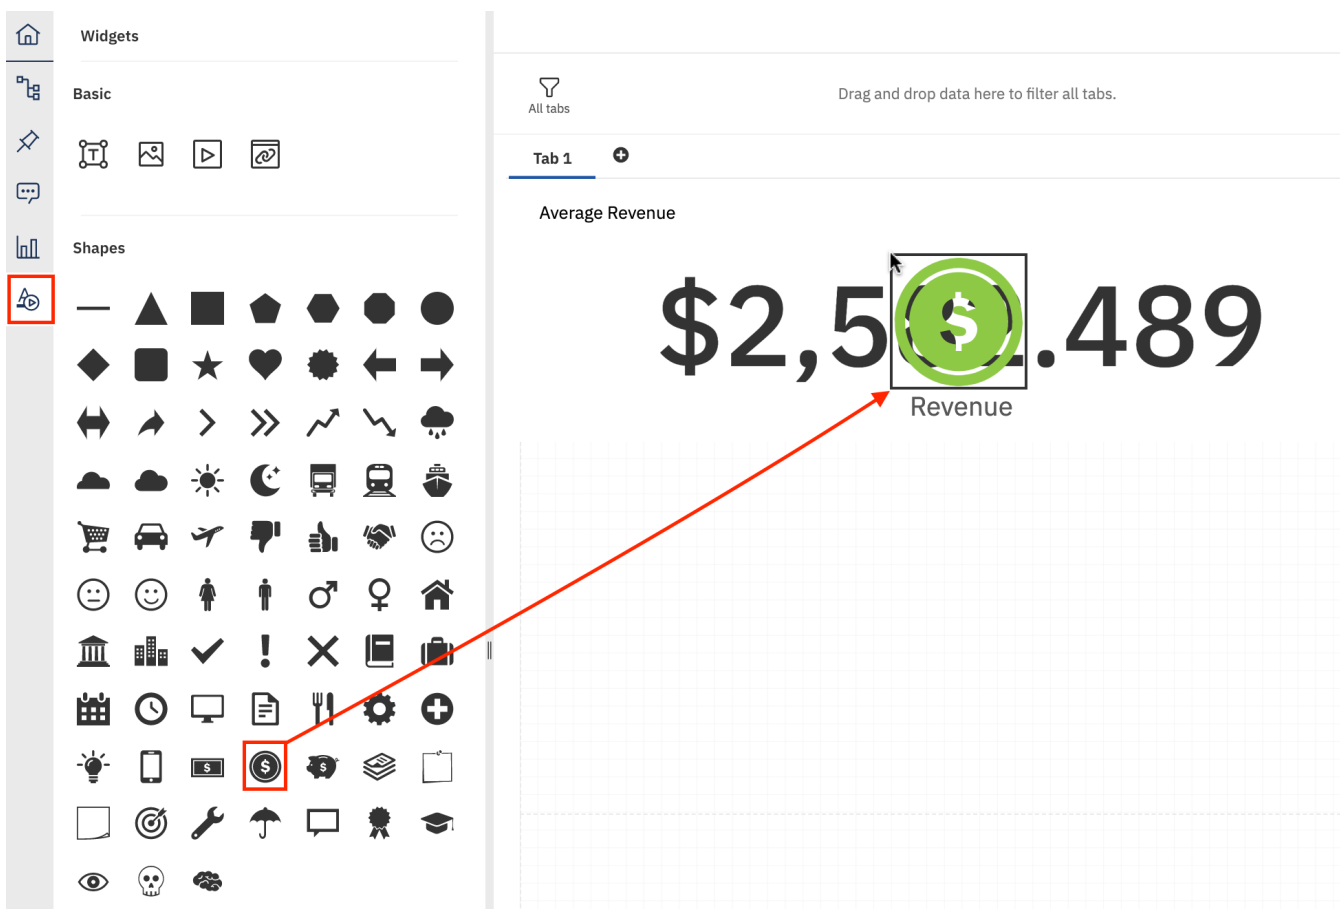 Widgets
Basic
Shapes
All tabs
Drag and drop data here to filter all tabs.
Tab 1
Average Revenue
$2,5 .489
Revenue